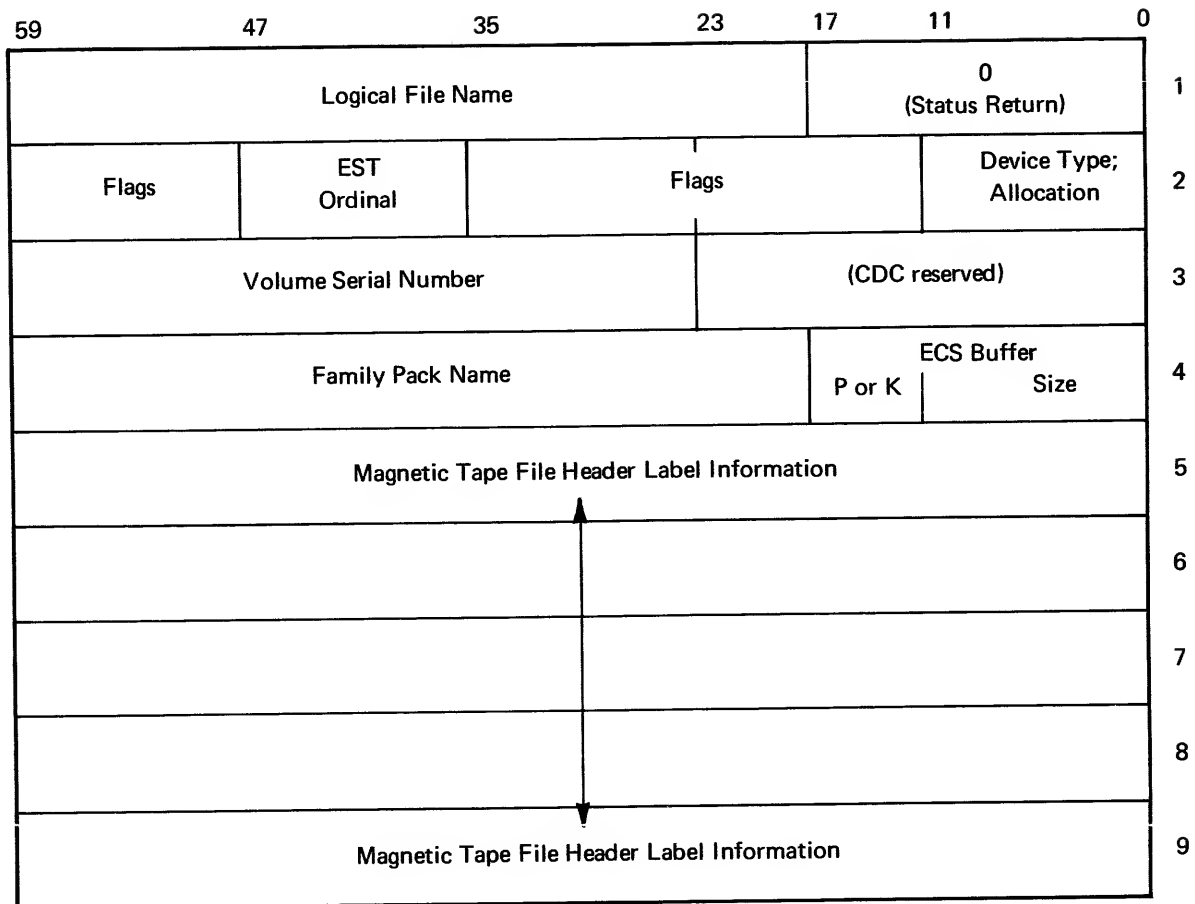 59 47 35 23 17 11 0
Logical File Name
0
(Status Return)
1
Flags
EST
Ordinal
Flags
Device Type;
Allocation
2
Volume Serial Number
(CDC reserved)
3
Family Pack Name
ECS Buffer
P or K
Size
4
Magnetic Tape File Header Label Information
5
6
7
8
Magnetic Tape File Header Label Information
9